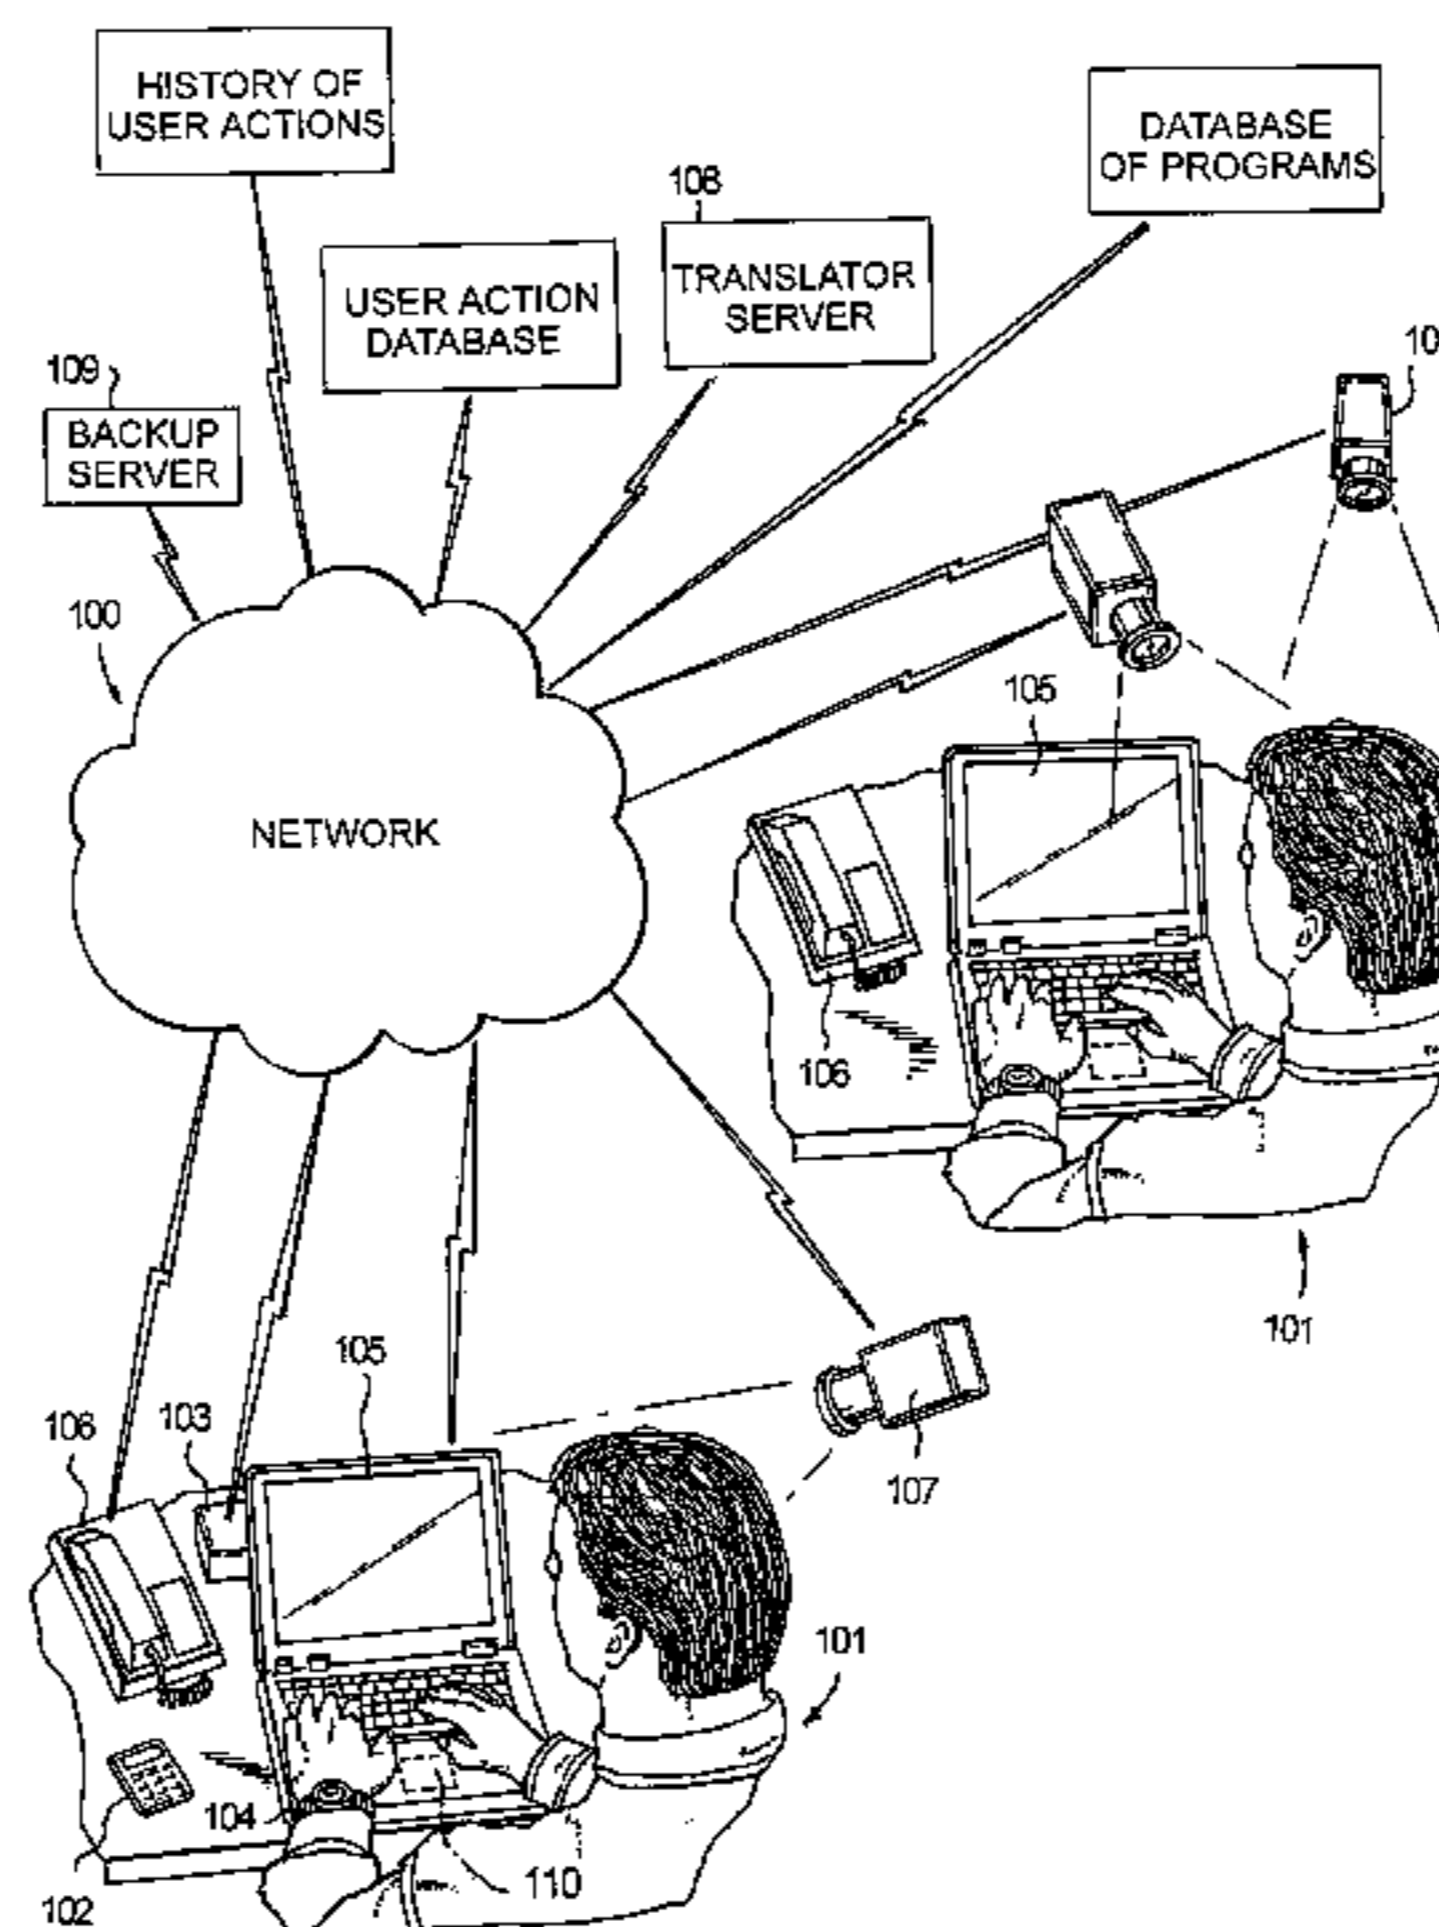 HISTORY OF
USER ACTIONS
DATABASE
OF PROGRAMS
108
TRANSLATOR
SERVER
USER ACTION
DATABASE
109
BACKUP
SERVER
100
105
NETWORK
106
101
105
106
103
107
101
104
110
102